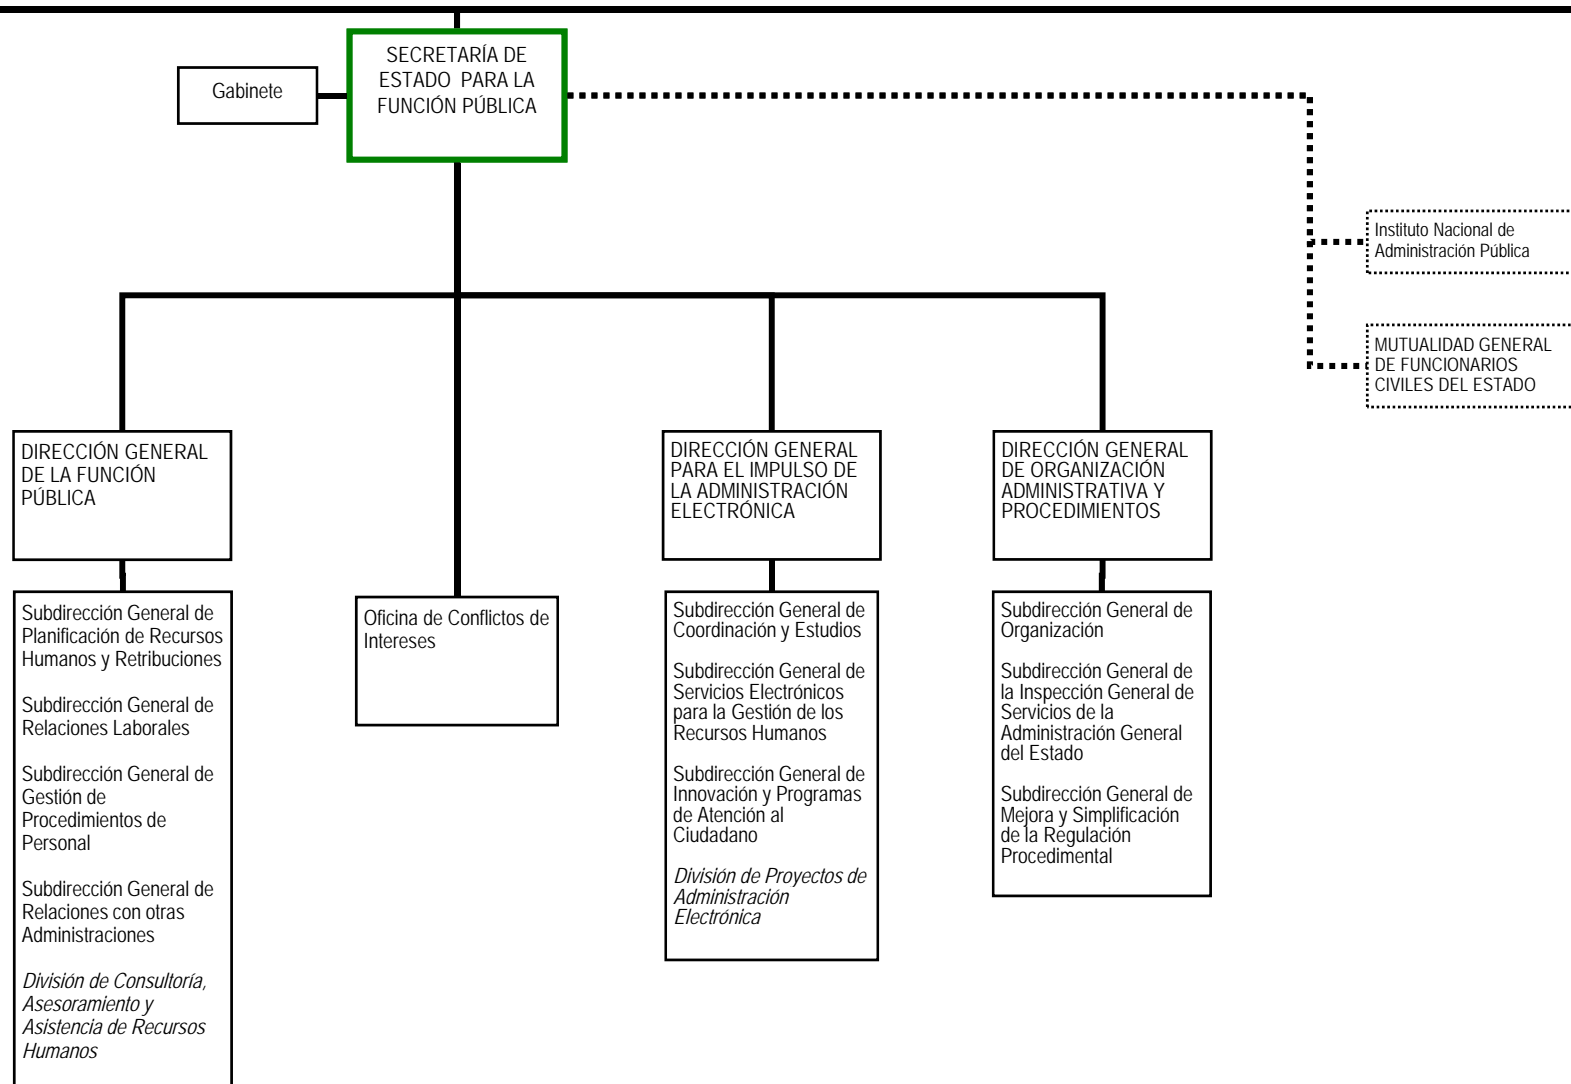 SECRETARÍA DE
ESTADO PARA LA
FUNCIÓN PÚBLICA
Gabinete
Instituto Nacional de
Administración Pública
MUTUALIDAD GENERAL
DE FUNCIONARIOS
CIVILES DEL ESTADO
DIRECCIÓN GENERAL
DE LA FUNCIÓN
PÚBLICA
DIRECCIÓN GENERAL
PARA EL IMPULSO DE
LA ADMINISTRACIÓN
ELECTRÓNICA
DIRECCIÓN GENERAL
DE ORGANIZACIÓN
ADMINISTRATIVA Y
PROCEDIMIENTOS
Subdirección General de
Planificación de Recursos
Humanos y Retribuciones
Subdirección General de
Relaciones Laborales
Subdirección General de
Gestión de
Procedimientos de
Personal
Subdirección General de
Relaciones con otras
Administraciones
División de Consultoría,
Asesoramiento y
Asistencia de Recursos
Humanos
Oficina de Conflictos de
Intereses
Subdirección General de
Coordinación y Estudios
Subdirección General de
Servicios Electrónicos
para la Gestión de los
Recursos Humanos
Subdirección General de
Innovación y Programas
de Atención al
Ciudadano
División de Proyectos de
Administración
Electrónica
Subdirección General de
Organización
Subdirección General de
la Inspección General de
Servicios de la
Administración General
del Estado
Subdirección General de
Mejora y Simplificación
de la Regulación
Procedimental